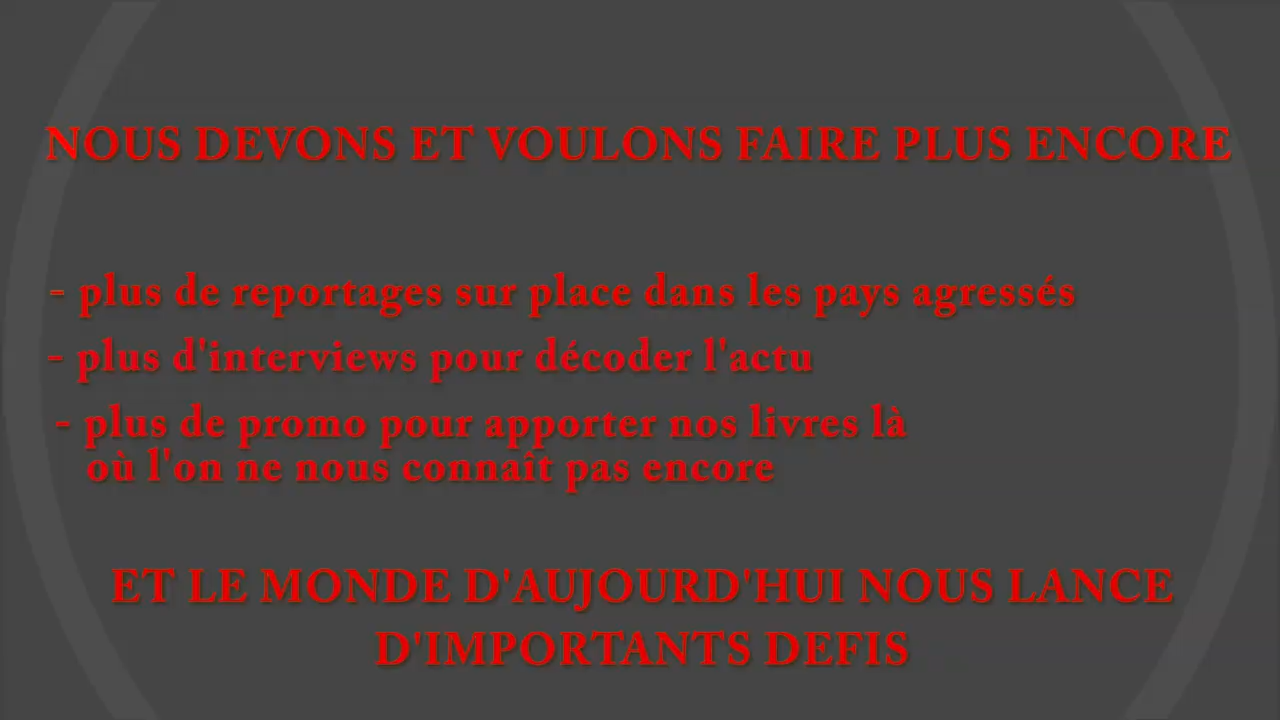 NOUS DEVONS ET VOULONS FAIRE PLUS ENCORE
- plus de reportages sur place dans les pays agressés
- plus d'interviews pour décoder l'actu
- plus de promo pour apporter nos livres là
où l'on ne nous connaît pas encore
ET LE MONDE D'AUJOURD'HUI NOUS LANCE
D'IMPORTANTS DEFIS